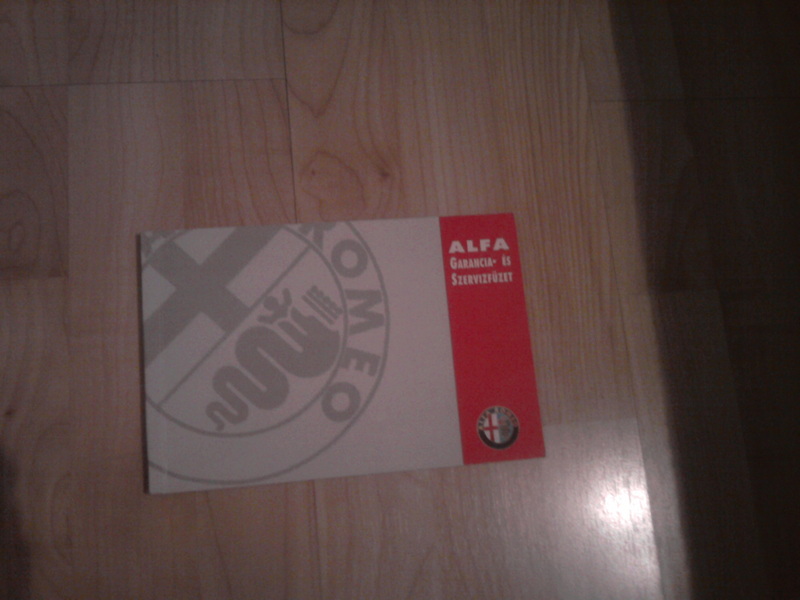 ROMEO
ALFA
GARANCIA- ÉS
SZERVIZFÜZET